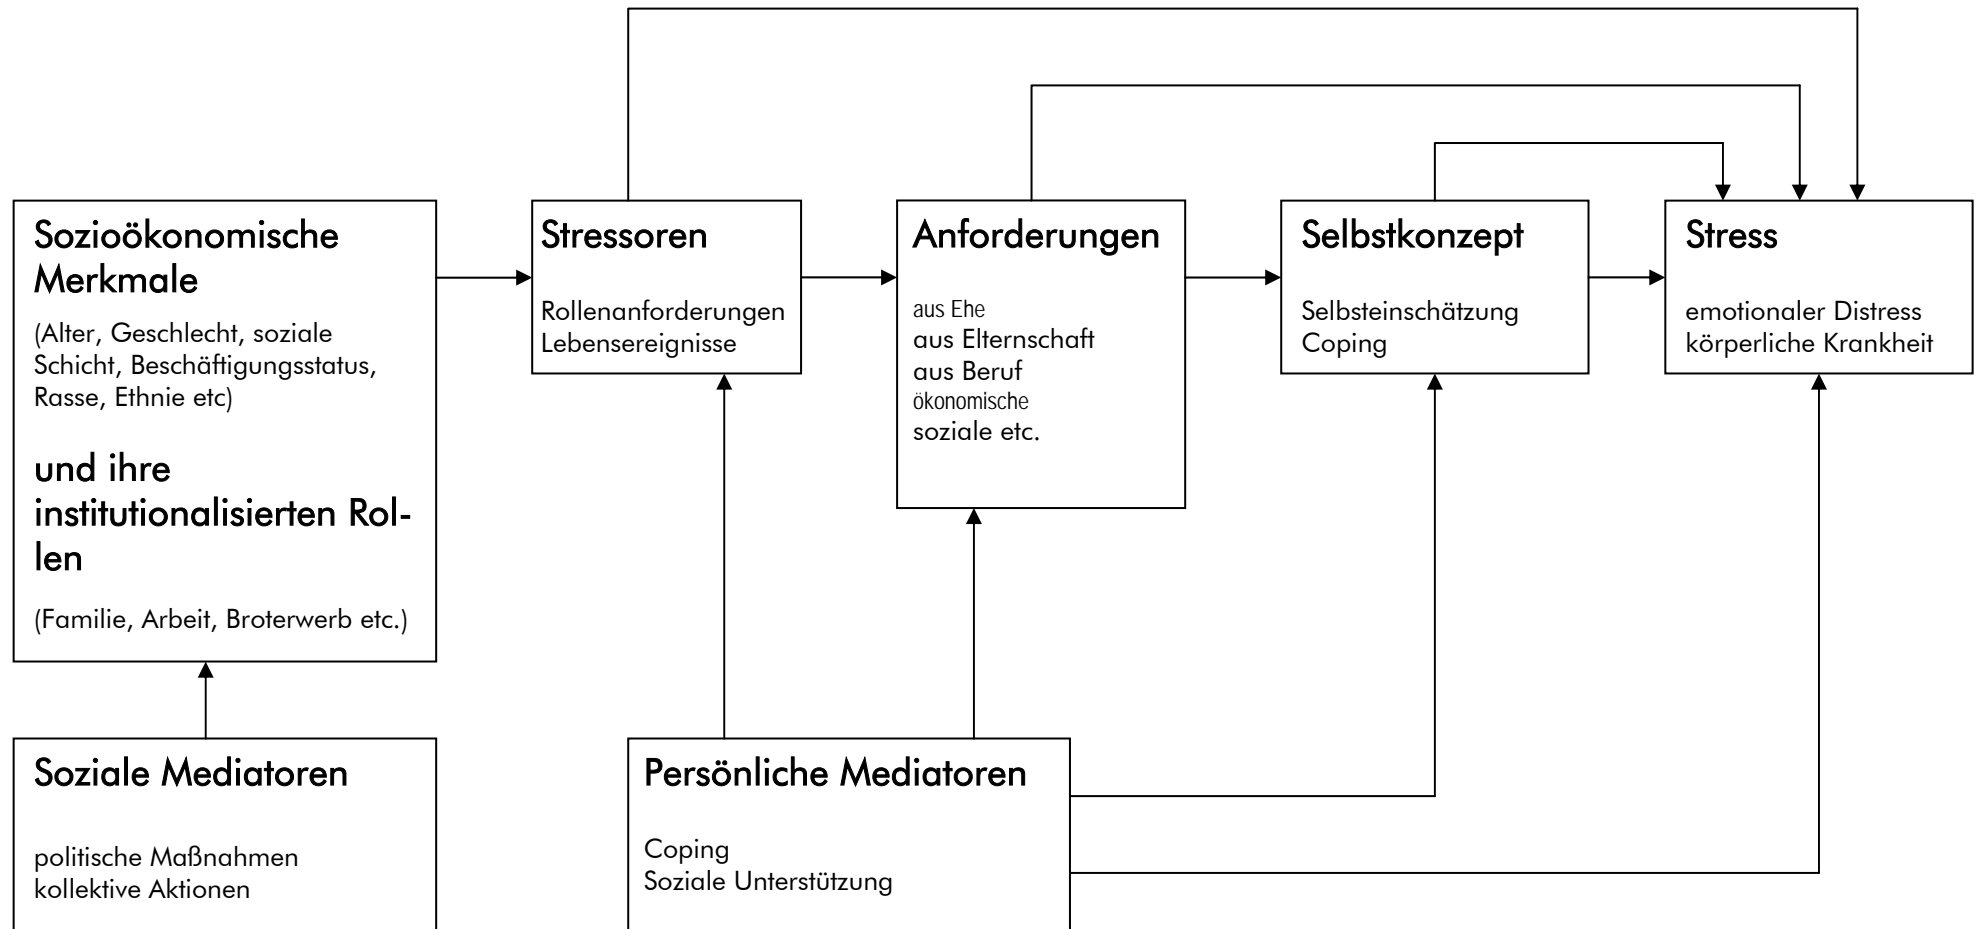 Sozioökonomische
Merkmale
(Alter, Geschlecht, soziale
Schicht, Beschäftigungsstatus,
Rasse, Ethnie etc)
und ihre
institutionalisierten Rol-
len
(Familie, Arbeit, Broterwerb etc.)
Stressoren
Rollenanforderungen
Lebensereignisse
Anforderungen
aus Ehe
aus Elternschaft
aus Beruf
ökonomische
soziale etc.
Selbstkonzept
Selbsteinschätzung
Coping
Stress
emotionaler Distress
körperliche Krankheit
Soziale Mediatoren
politische Maßnahmen
kollektive Aktionen
Persönliche Mediatoren
Coping
Soziale Unterstützung